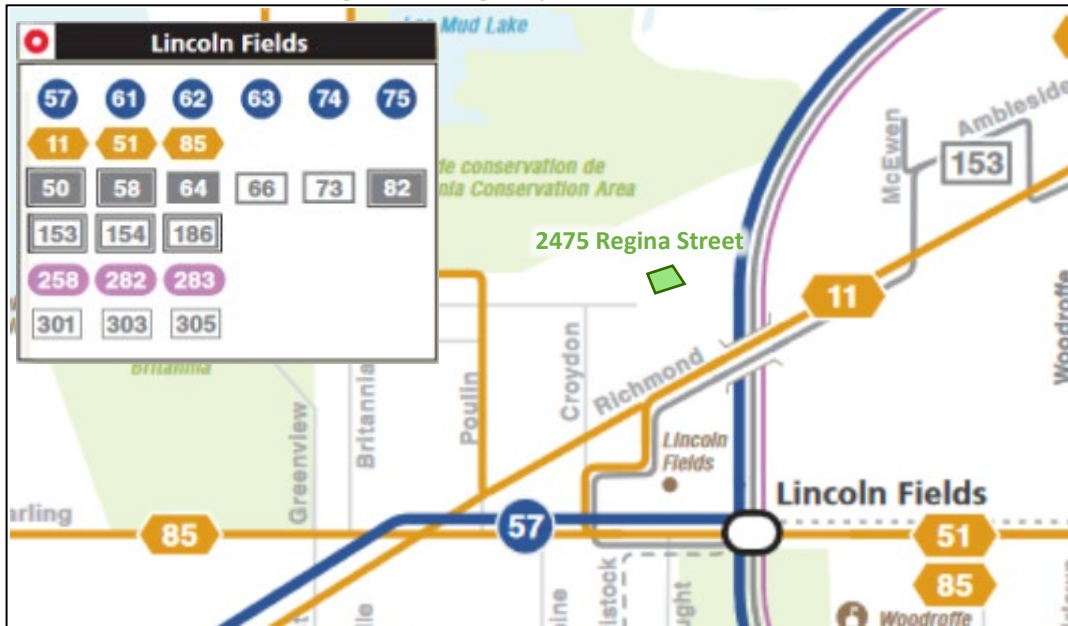 Mud Lake
Lincoln Fields
57 61 62 63 74 75
11 51 85
50 58 64 66 73 82
153 154 186
258 282 283
301 303 305
de conservation de
Conservation Area
Britannia
2475 Regina Street
McEwen
Ambleside
153
11
Woodroffe
Richmond
Croydon
Poulin
Britannia
Greenview
Lincoln
Fields
Lincoln Fields
85
57
51
85
Woodroffe